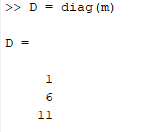 >> D = diag(m)
D =
1
6
11